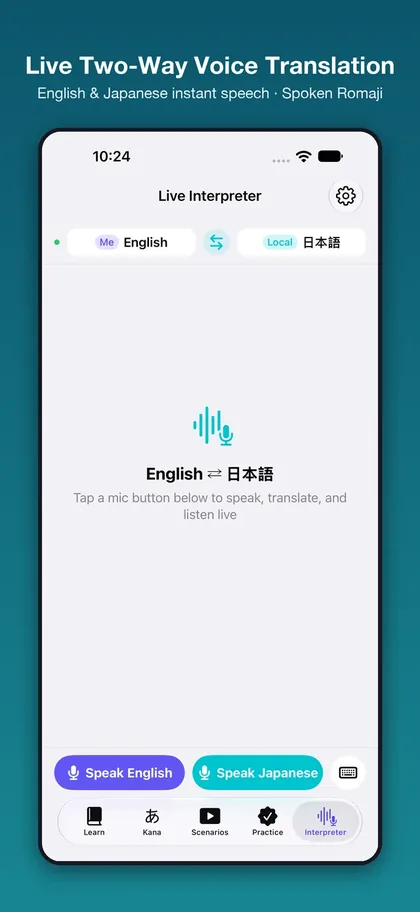 Live Two-Way Voice Translation
English & Japanese instant speech · Spoken Romaji
10:24
Live Interpreter
Me English
Local 日本語
English ⇄ 日本語
Tap a mic button below to speak, translate, and
listen live
Speak English
Speak Japanese
あ
Learn
Kana
Scenarios
Practice
Interpreter